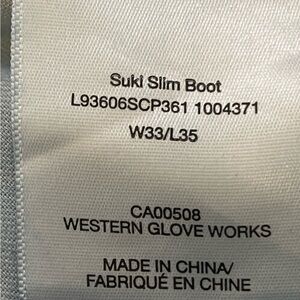 Suki Slim Boot
L93606SCP361 1004371
W33/L35
CA00508
WESTERN GLOVE WORKS
MADE IN CHINA/
FABRIQUÉ EN CHINE